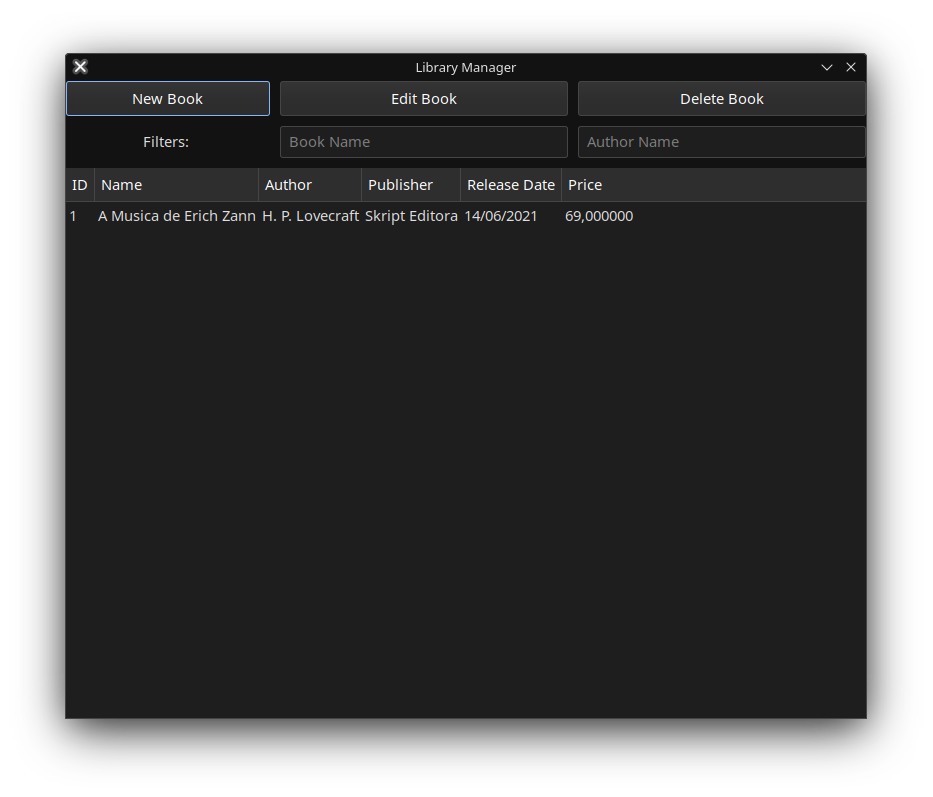 Library Manager
New Book Edit Book Delete Book
Filters: Book Name Author Name
ID Name Author Publisher Release Date Price
1 A Musica de Erich Zann H. P. Lovecraft Skript Editora 14/06/2021 69,000000